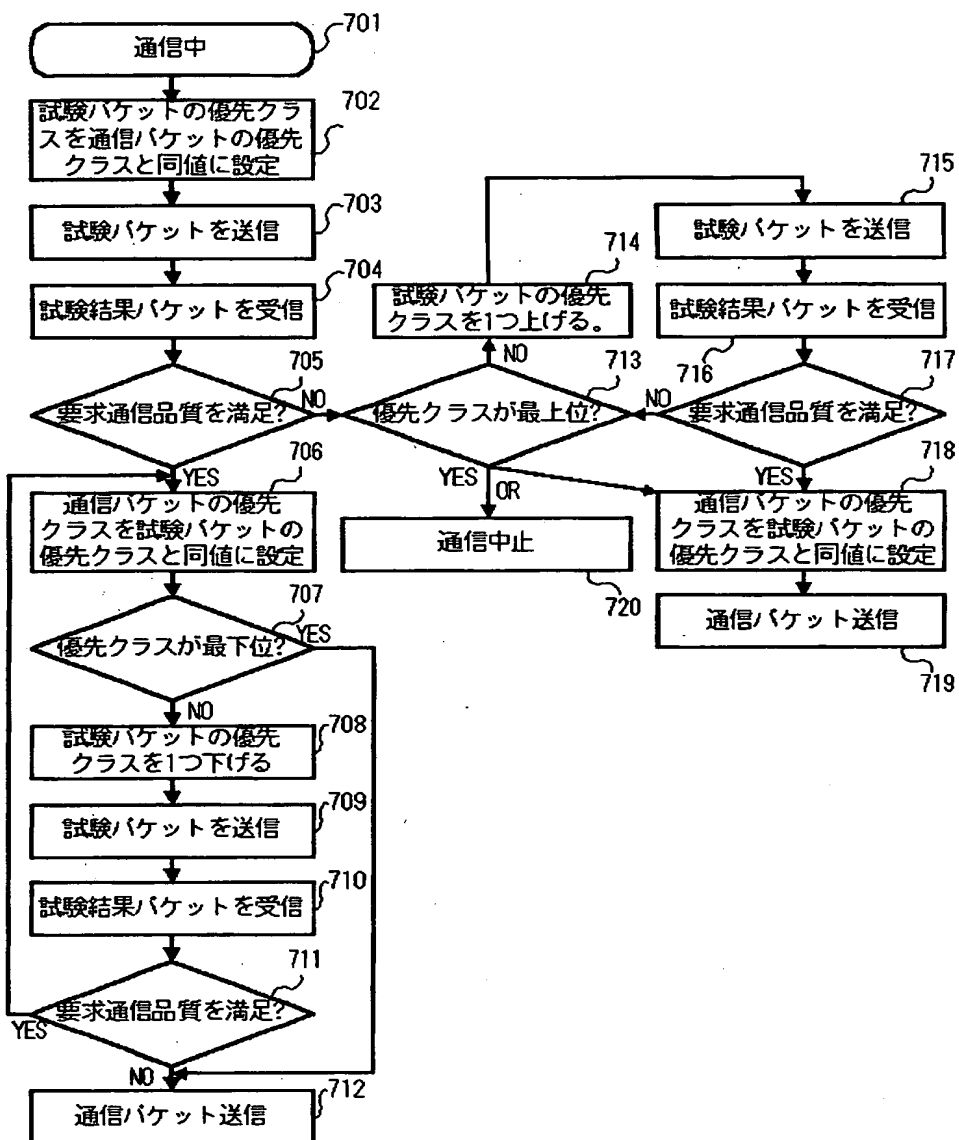 通信中
701
試験パケットの優先クラ
スを通信パケットの優先
クラスと同値に設定
702
試験パケットを送信
703
試験結果パケットを受信
704
要求通信品質を満足?
705
NO
YES
通信パケットの優先
クラスを試験パケットの
優先クラスと同値に設定
706
優先クラスが最下位?
707
YES
NO
試験パケットの優先
クラスを1つ下げる
708
試験パケットを送信
709
試験結果パケットを受信
710
要求通信品質を満足?
711
YES
NO
通信パケット送信
712
優先クラスが最上位?
713
NO
YES
OR
試験パケットの優先
クラスを1つ上げる。
714
試験パケットを送信
715
試験結果パケットを受信
716
要求通信品質を満足?
717
NO
YES
通信パケットの優先
クラスを試験パケットの
優先クラスと同値に設定
718
通信パケット送信
719
通信中止
720